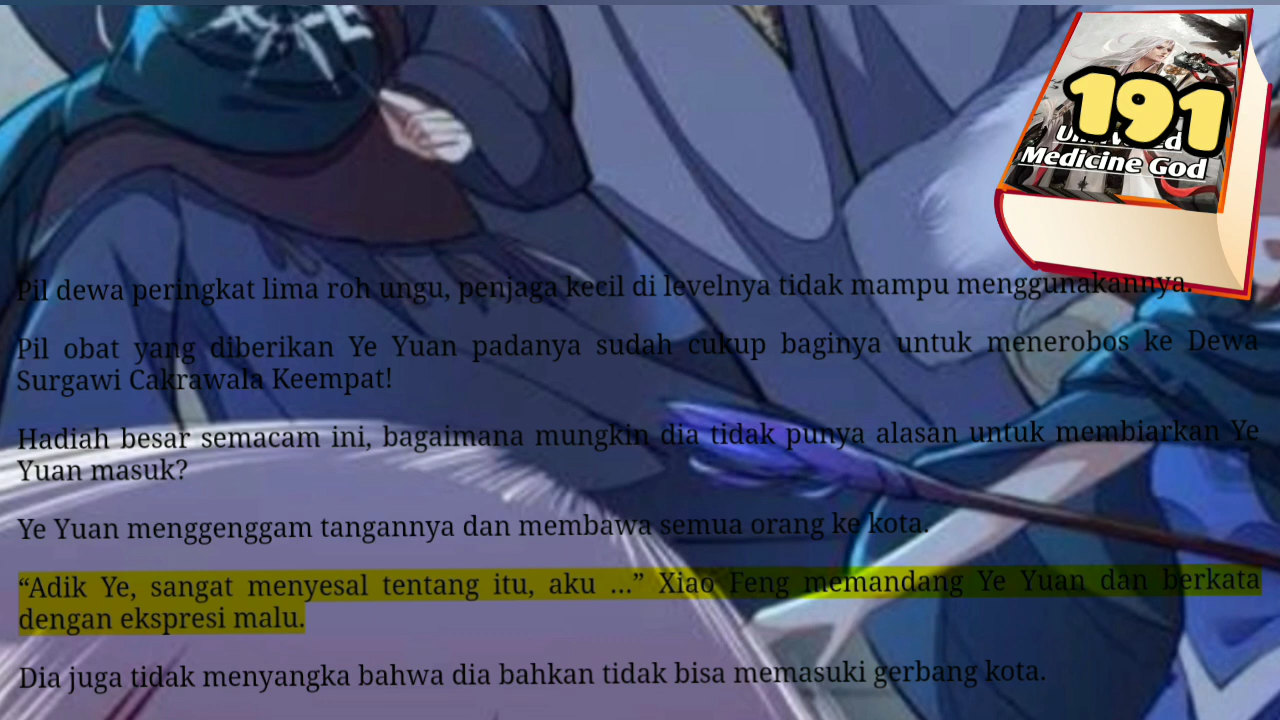 191
Medicine God
Pil dewa peringkat lima roh ungu, penjaga kecil di levelnya tidak mampu menggunakannya.
Pil obat yang diberikan Ye Yuan padanya sudah cukup baginya untuk menerobos ke Dewa
Surgawi Cakrawala Keempat!
Hadiah besar semacam ini, bagaimana mungkin dia tidak punya alasan untuk membiarkan Ye
Yuan masuk?
Ye Yuan menggenggam tangannya dan membawa semua orang ke kota.
“Adik Ye, sangat menyesal tentang itu, aku ...” Xiao Feng memandang Ye Yuan dan berkata
dengan ekspresi malu.
Dia juga tidak menyangka bahwa dia bahkan tidak bisa memasuki gerbang kota.